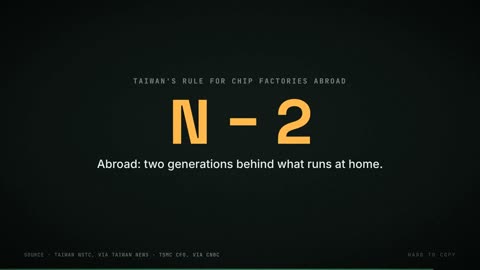 TAIWAN'S RULE FOR CHIP FACTORIES ABROAD
N-2
Abroad: two generations behind what runs at home.
SOURCE · TAIWAN NSTC, VIA TAIWAN NEWS · TSMC CFO, VIA CNBC
HARD TO COPY